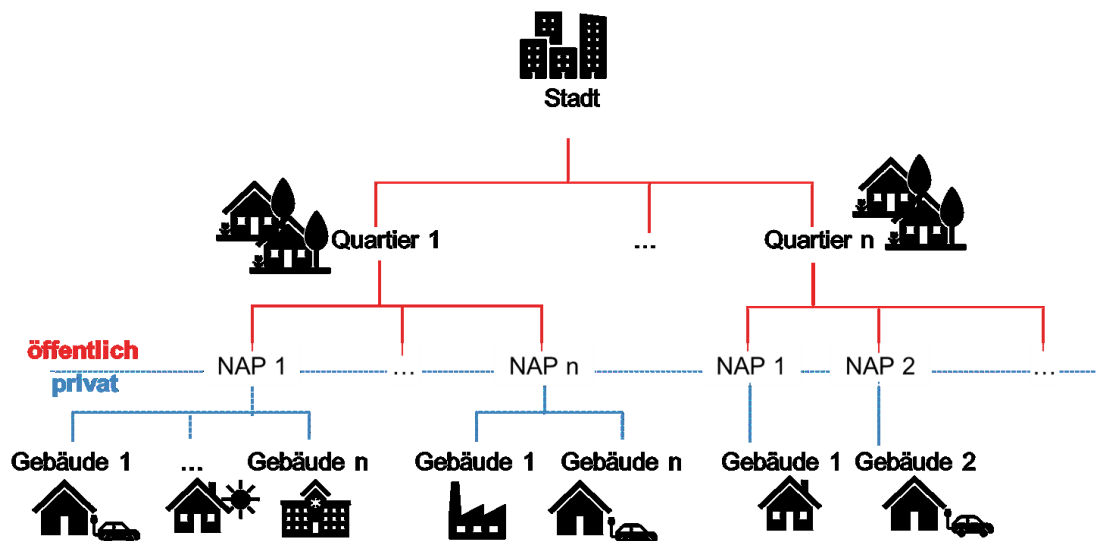 Stadt
Quartier 1
...
Quartier n
öffentlich
privat
NAP 1
...
NAP n
NAP 1
NAP 2
...
Gebäude 1
...
Gebäude n
Gebäude 1
Gebäude n
Gebäude 1
Gebäude 2